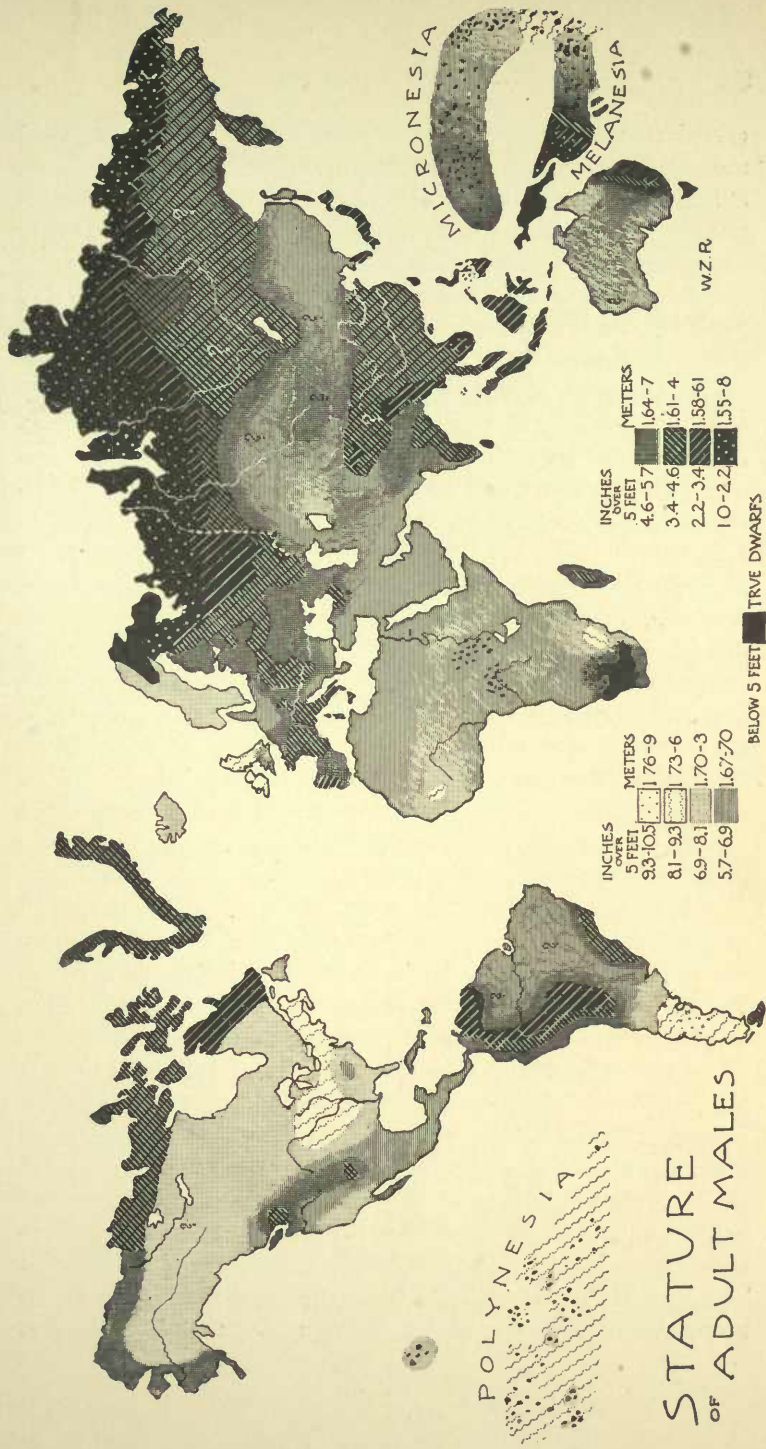 STATURE
OF
ADULT MALES
POLYNESIA
MICRONESIA
MELANESIA
W.Z.R.
INCHES
OVER
5 FEET METERS
9.3-10.5 1.76-9
8.1-9.3 1.73-6
6.9-8.1 1.70-3
5.7-6.9 1.67-70
INCHES
OVER
5 FEET METERS
4.6-5.7 1.64-7
3.4-4.6 1.61-4
2.2-3.4 1.58-61
1.0-2.2 1.55-8
BELOW 5 FEET TRVE DWARFS
?
?
?
?
?
?
?
?
?